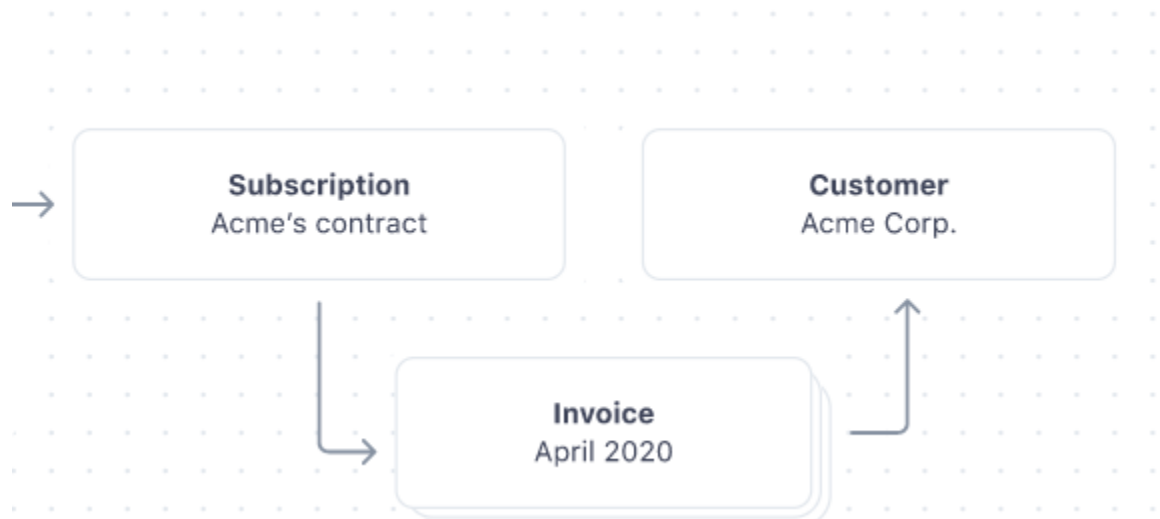 Subscription
Acme's contract
Customer
Acme Corp.
Invoice
April 2020